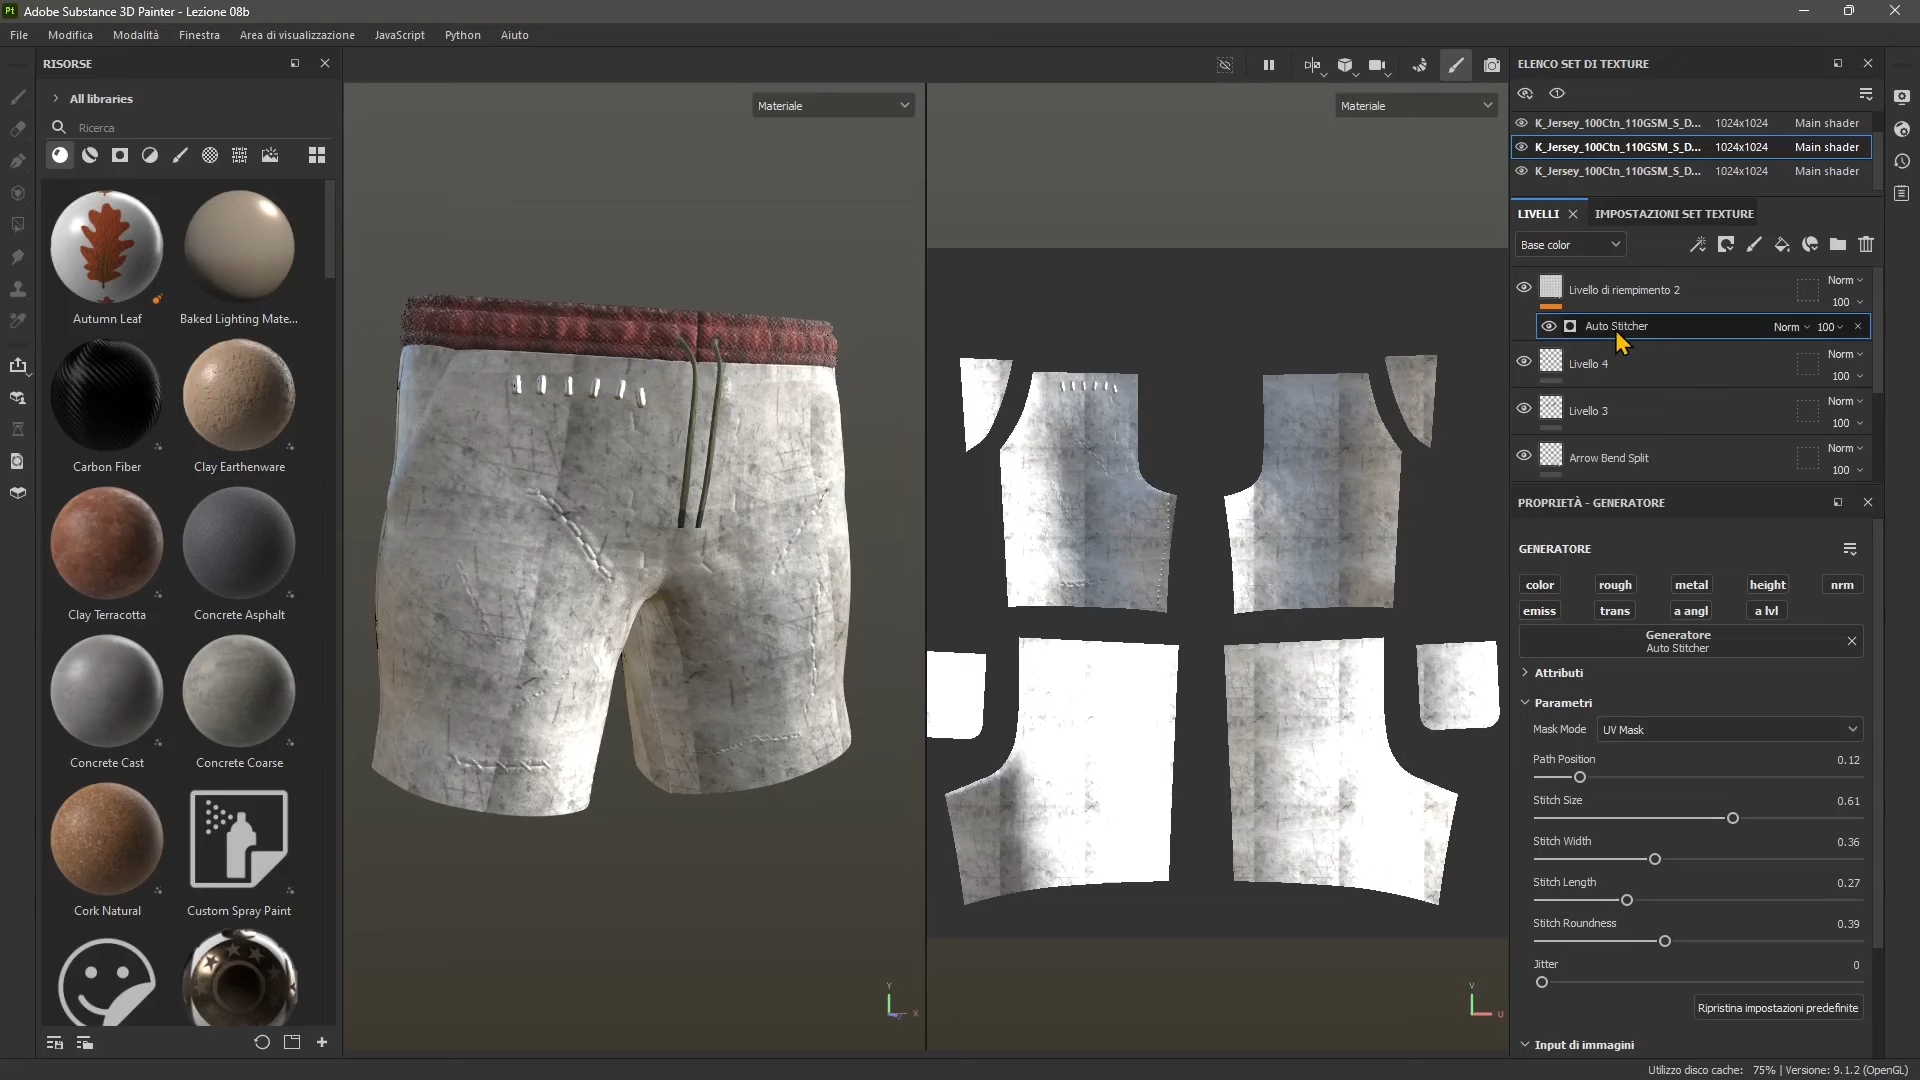 Pt Adobe Substance 3D Painter - Lezione 08b
File Modifica Modalità Finestra Area di visualizzazione JavaScript Python Aiuto
RISORSE
All libraries
Ricerca
Autumn Leaf
Baked Lighting Mate...
Carbon Fiber
Clay Earthenware
Clay Terracotta
Concrete Asphalt
Concrete Cast
Concrete Coarse
Cork Natural
Custom Spray Paint
Materiale
Y
X
Materiale
V
U
ELENCO SET DI TEXTURE
K_Jersey_100Ctn_110GSM_S_D... 1024x1024 Main shader
K_Jersey_100Ctn_110GSM_S_D... 1024x1024 Main shader
K_Jersey_100Ctn_110GSM_S_D... 1024x1024 Main shader
LIVELLI IMPOSTAZIONI SET TEXTURE
Base color
Livello di riempimento 2 Norm
100
Auto Stitcher Norm 100
Livello 4 Norm
100
Livello 3 Norm
100
Arrow Bend Split Norm
100
PROPRIETÀ - GENERATORE
GENERATORE
color rough metal height nrm
emiss trans a angl a lvl
Generatore
Auto Stitcher
Attributi
Parametri
Mask Mode UV Mask
Path Position 0.12
Stitch Size 0.61
Stitch Width 0.36
Stitch Length 0.27
Stitch Roundness 0.39
Jitter 0
Ripristina impostazioni predefinite
Input di immagini
Utilizzo disco cache: 75% | Versione: 9.1.2 (OpenGL)